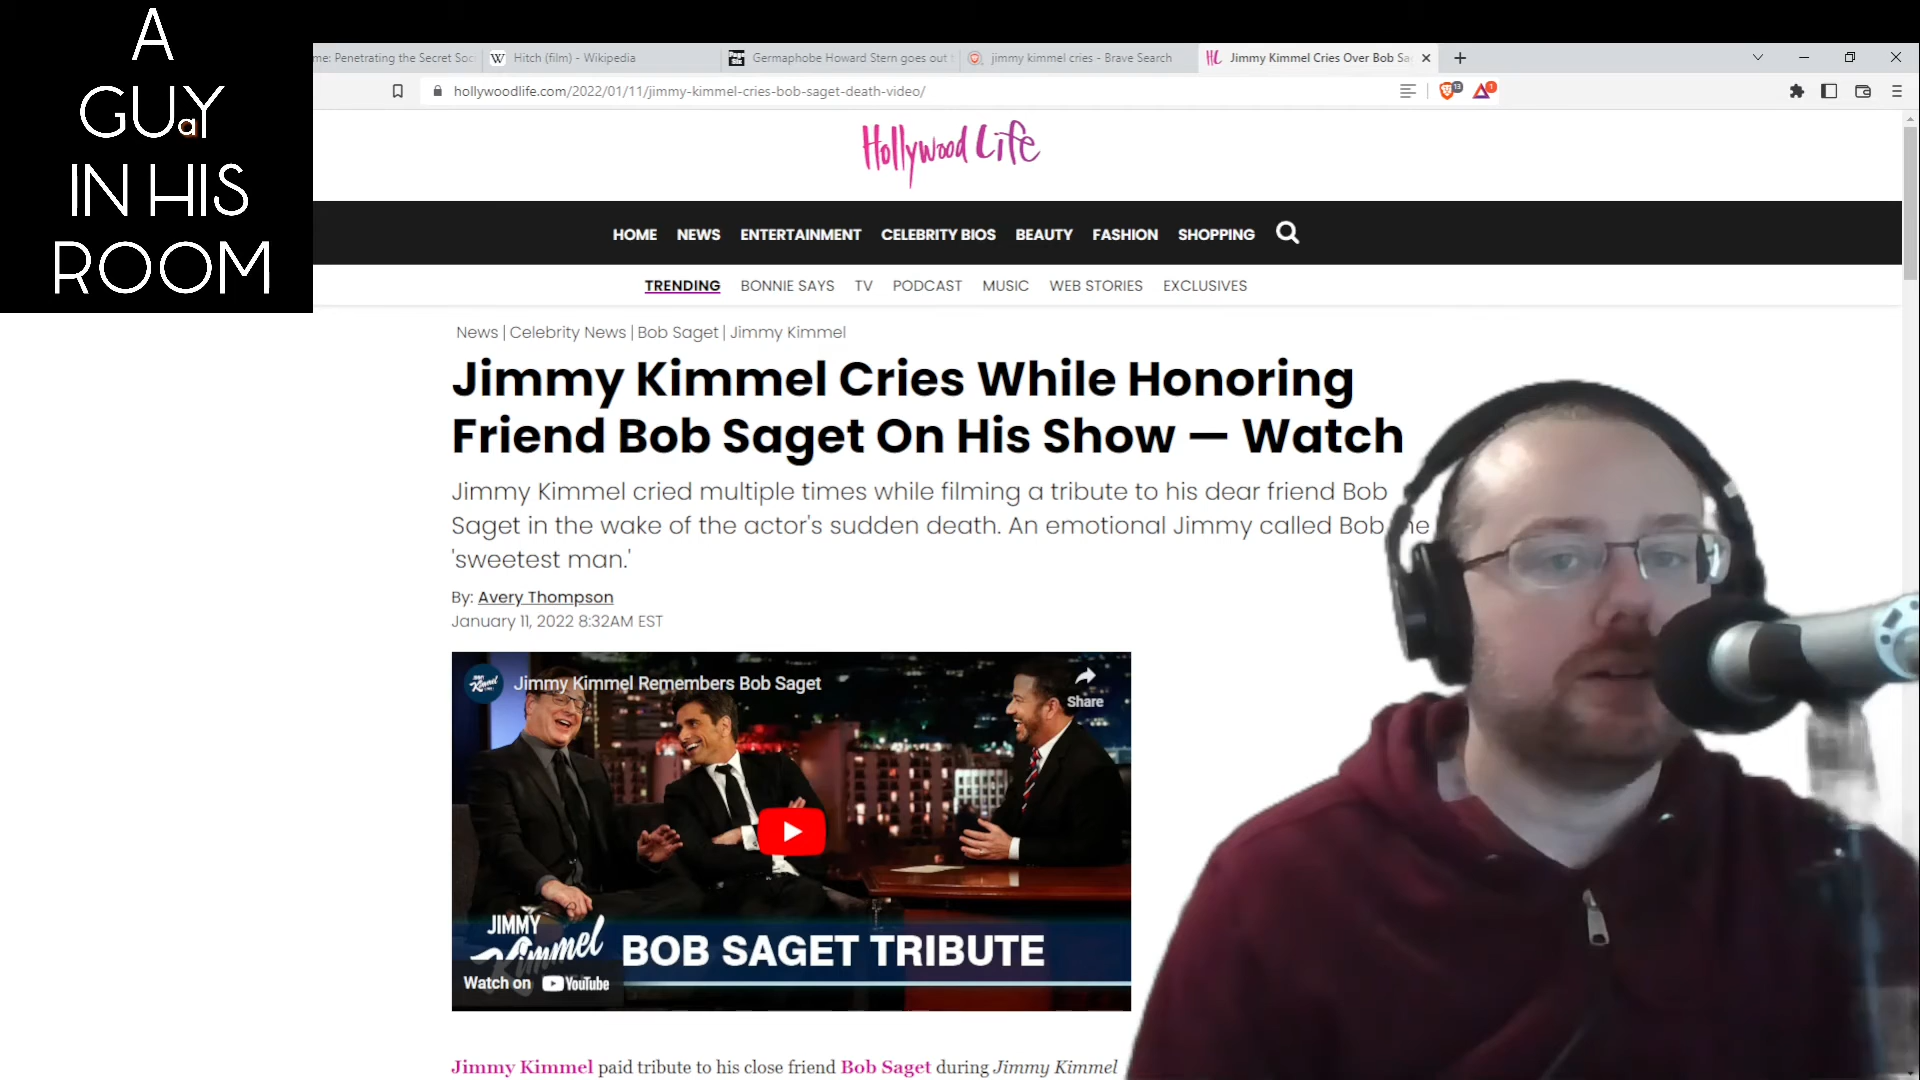 A
GUY
a
IN HIS
ROOM
me: Penetrating the Secret Soc
Hitch (film) - Wikipedia
Germaphobe Howard Stern goes out
jimmy kimmel cries - Brave Search
Jimmy Kimmel Cries Over Bob Sa
hollywoodlife.com/2022/01/11/jimmy-kimmel-cries-bob-saget-death-video/
13
1
Hollywood Life
HOME NEWS ENTERTAINMENT CELEBRITY BIOS BEAUTY FASHION SHOPPING
TRENDING BONNIE SAYS TV PODCAST MUSIC WEB STORIES EXCLUSIVES
News | Celebrity News | Bob Saget | Jimmy Kimmel
Jimmy Kimmel Cries While Honoring
Friend Bob Saget On His Show — Watch
Jimmy Kimmel cried multiple times while filming a tribute to his dear friend Bob
Saget in the wake of the actor's sudden death. An emotional Jimmy called Bob he
'sweetest man.'
By: Avery Thompson
January 11, 2022 8:32AM EST
Jimmy Kimmel Remembers Bob Saget
Share
JIMMY
Kimmel
BOB SAGET TRIBUTE
Watch on YouTube
Jimmy Kimmel paid tribute to his close friend Bob Saget during Jimmy Kimmel